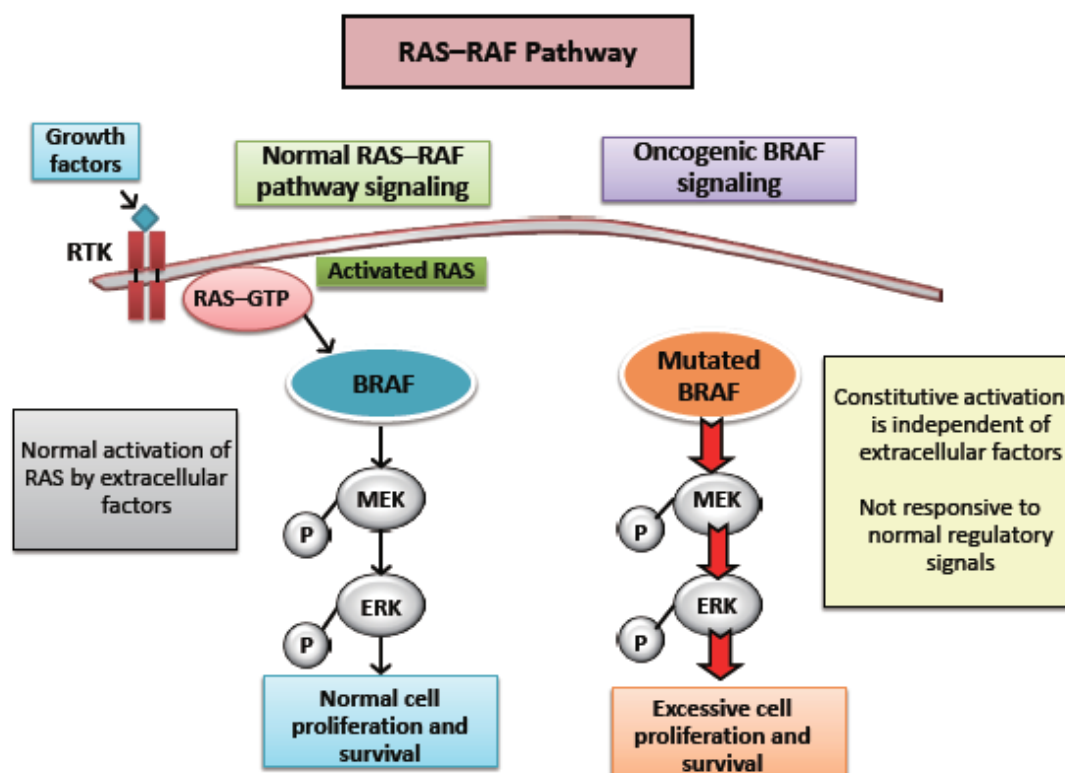 RAS–RAF Pathway
Growth
factors
Normal RAS–RAF
pathway signaling
Oncogenic BRAF
signaling
RTK
Activated RAS
RAS–GTP
BRAF
Mutated
BRAF
Normal activation of
RAS by extracellular
factors
Constitutive activation
is independent of
extracellular factors
Not responsive to
normal regulatory
signals
MEK
P
MEK
P
ERK
P
ERK
P
Normal cell
proliferation and
survival
Excessive cell
proliferation and
survival